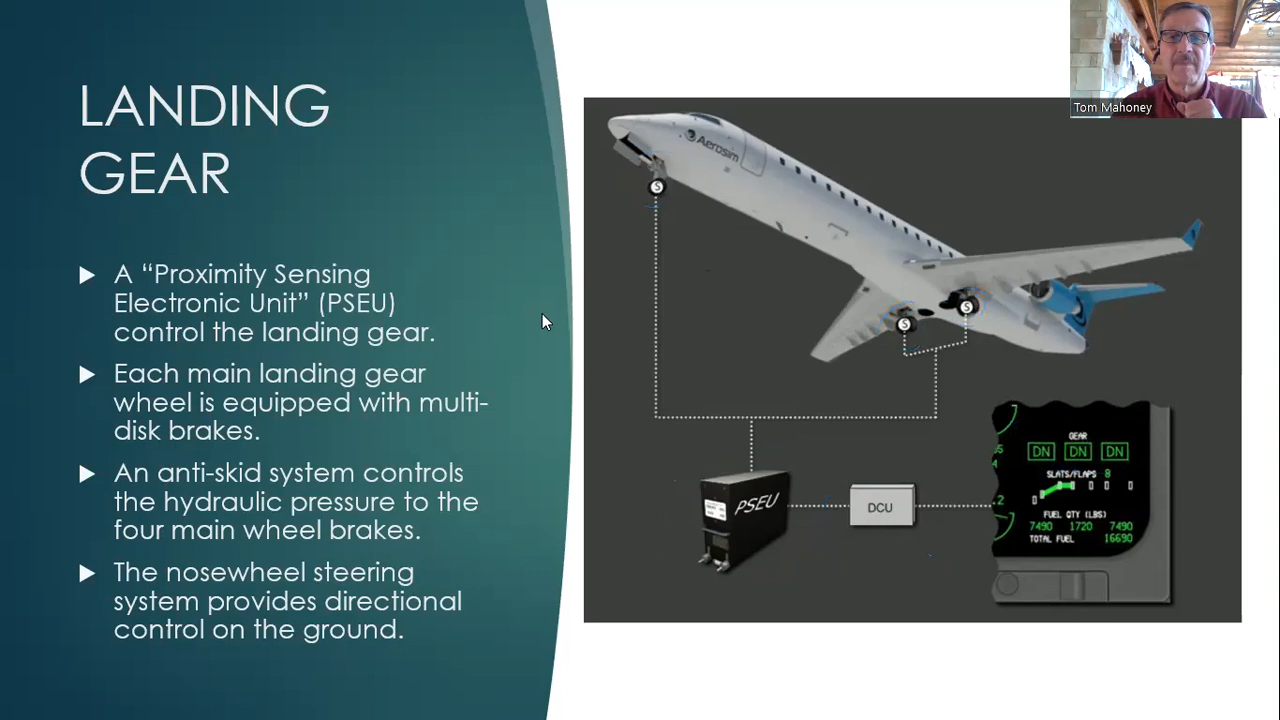 LANDING
GEAR
A “Proximity Sensing
Electronic Unit” (PSEU)
control the landing gear.
Each main landing gear
wheel is equipped with multi-
disk brakes.
An anti-skid system controls
the hydraulic pressure to the
four main wheel brakes.
The nosewheel steering
system provides directional
control on the ground.
Tom Mahoney
Aerosim
S
S
S
PSEU
DCU
GEAR
DN DN DN
SLATS/FLAPS 8
FUEL QTY (LBS)
7490 1720 7490
TOTAL FUEL 16690